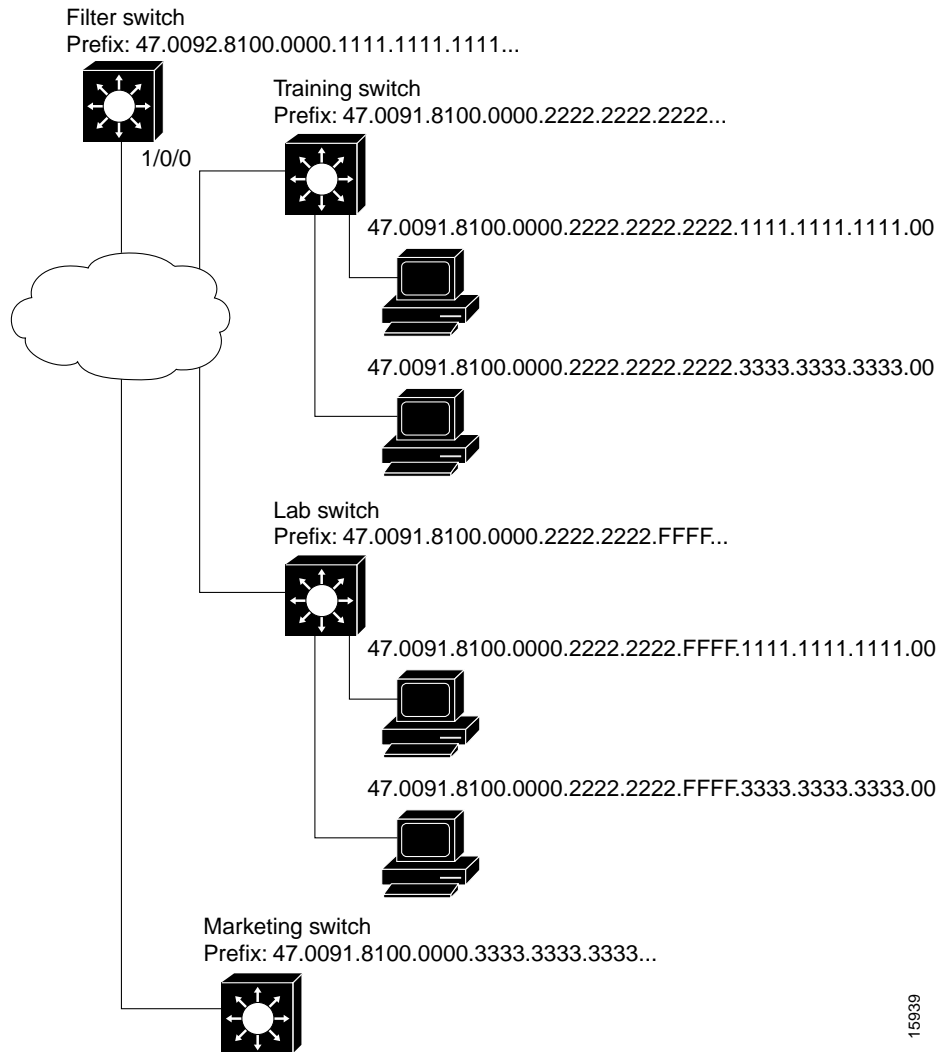 Filter switch
Prefix: 47.0092.8100.0000.1111.1111.1111...
Training switch
Prefix: 47.0091.8100.0000.2222.2222.2222...
1/0/0
47.0091.8100.0000.2222.2222.2222.1111.1111.1111.00
47.0091.8100.0000.2222.2222.2222.3333.3333.3333.00
Lab switch
Prefix: 47.0091.8100.0000.2222.2222.FFFF...
47.0091.8100.0000.2222.2222.FFFF.1111.1111.1111.00
47.0091.8100.0000.2222.2222.FFFF.3333.3333.3333.00
Marketing switch
Prefix: 47.0091.8100.0000.3333.3333.3333...
15939